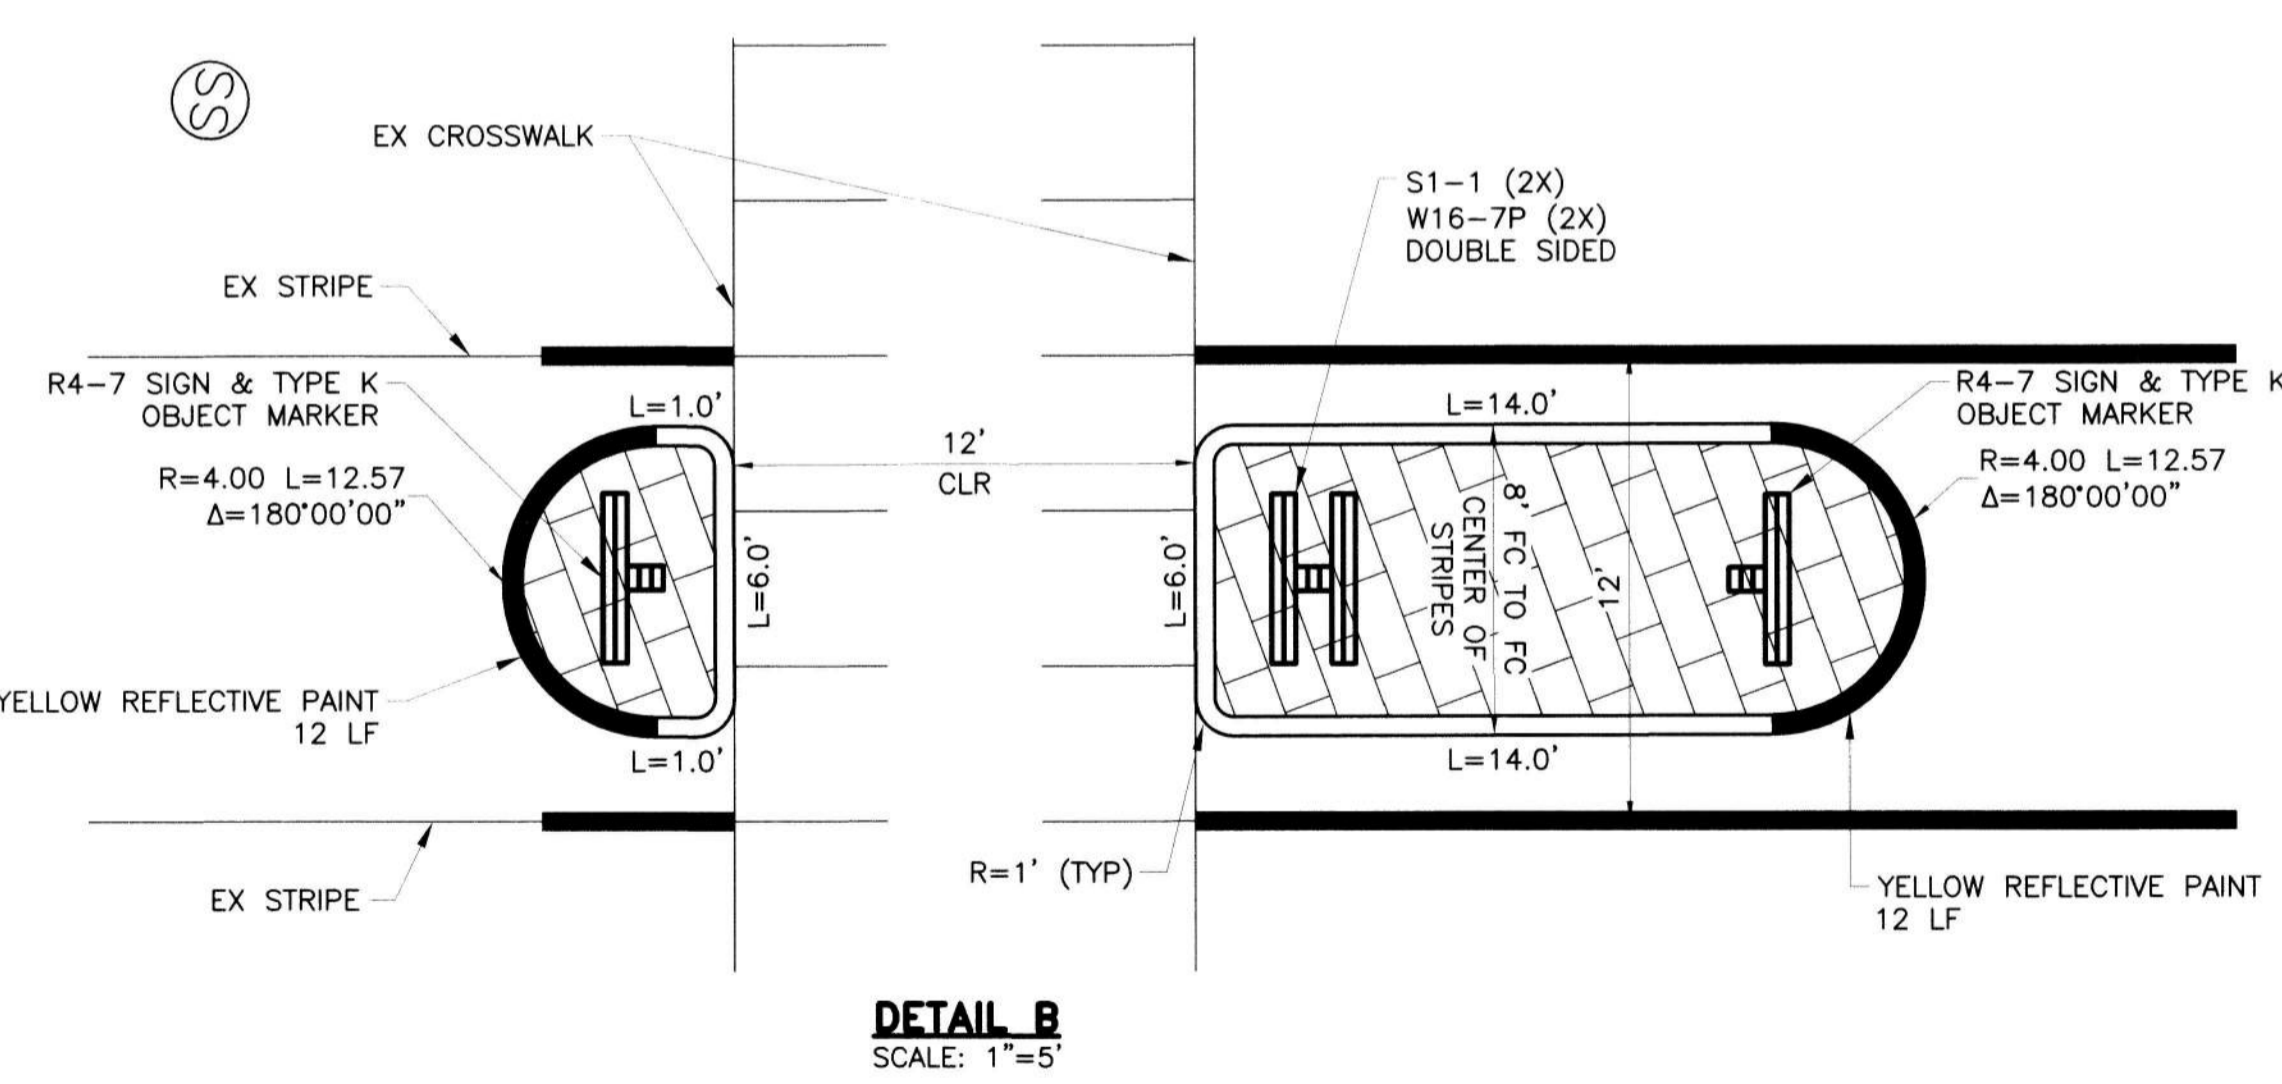 SS
EX CROSSWALK
S1-1 (2X)
W16-7P (2X)
DOUBLE SIDED
EX STRIPE
R4-7 SIGN & TYPE K
OBJECT MARKER
R=4.00 L=12.57
Δ=180°00'00"
YELLOW REFLECTIVE PAINT
12 LF
L=1.0'
L=1.0'
L=6.0'
12'
CLR
L=6.0'
L=14.0'
8' FC TO FC
CENTER OF
STRIPES
12'
L=14.0'
R4-7 SIGN & TYPE K
OBJECT MARKER
R=4.00 L=12.57
Δ=180°00'00"
R=1' (TYP)
YELLOW REFLECTIVE PAINT
12 LF
EX STRIPE
DETAIL B
SCALE: 1"=5'